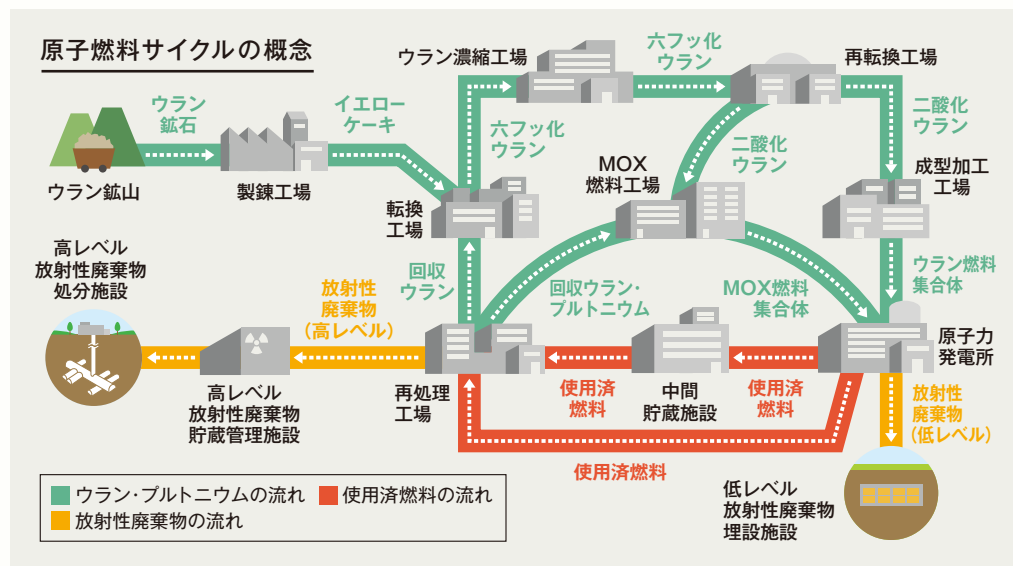 原子燃料サイクルの概念
ウラン
鉱石
イエロー
ケーキ
ウラン鉱山
製錬工場
転換
工場
六フッ化
ウラン
ウラン濃縮工場
六フッ化
ウラン
再転換工場
二酸化
ウラン
二酸化
ウラン
成型加工
工場
MOX
燃料工場
ウラン燃料
集合体
回収
ウラン
回収ウラン・
プルトニウム
MOX燃料
集合体
原子力
発電所
高レベル
放射性廃棄物
処分施設
放射性
廃棄物
(高レベル)
高レベル
放射性廃棄物
貯蔵管理施設
再処理
工場
使用済
燃料
中間
貯蔵施設
使用済
燃料
使用済燃料
放射性
廃棄物
(低レベル)
低レベル
放射性廃棄物
埋設施設
ウラン・プルトニウムの流れ
使用済燃料の流れ
放射性廃棄物の流れ